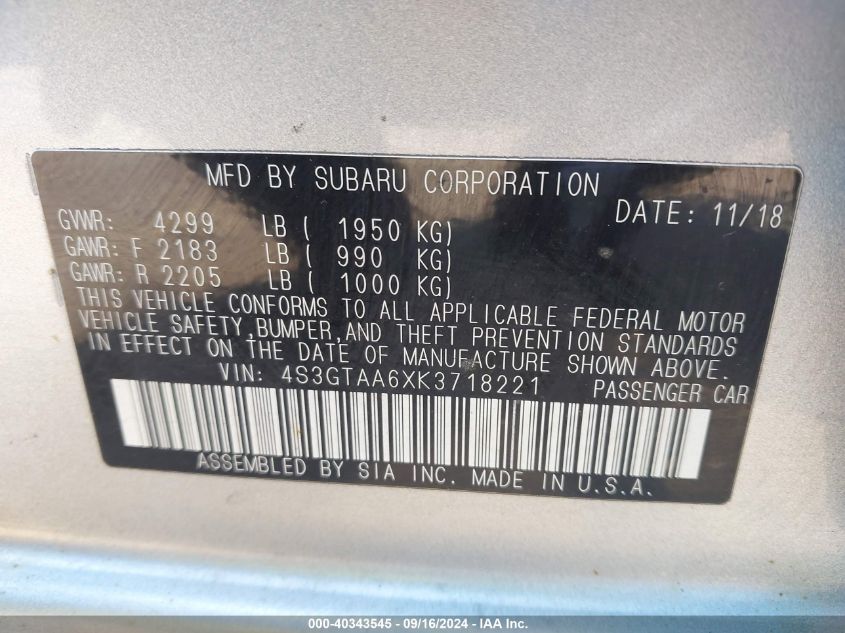 MFD BY SUBARU CORPORATION
DATE: 11/18
GVWR: 4299 LB ( 1950 KG)
GAWR: F 2183 LB ( 990 KG)
GAWR: R 2205 LB ( 1000 KG)
THIS VEHICLE CONFORMS TO ALL APPLICABLE FEDERAL MOTOR
VEHICLE SAFETY,BUMPER,AND THEFT PREVENTION STANDARDS
IN EFFECT ON THE DATE OF MANUFACTURE SHOWN ABOVE.
VIN: 4S3GTAA6XK3718221 PASSENGER CAR
ASSEMBLED BY SIA INC. MADE IN U.S.A.
000-40343545 - 09/16/2024 - IAA Inc.